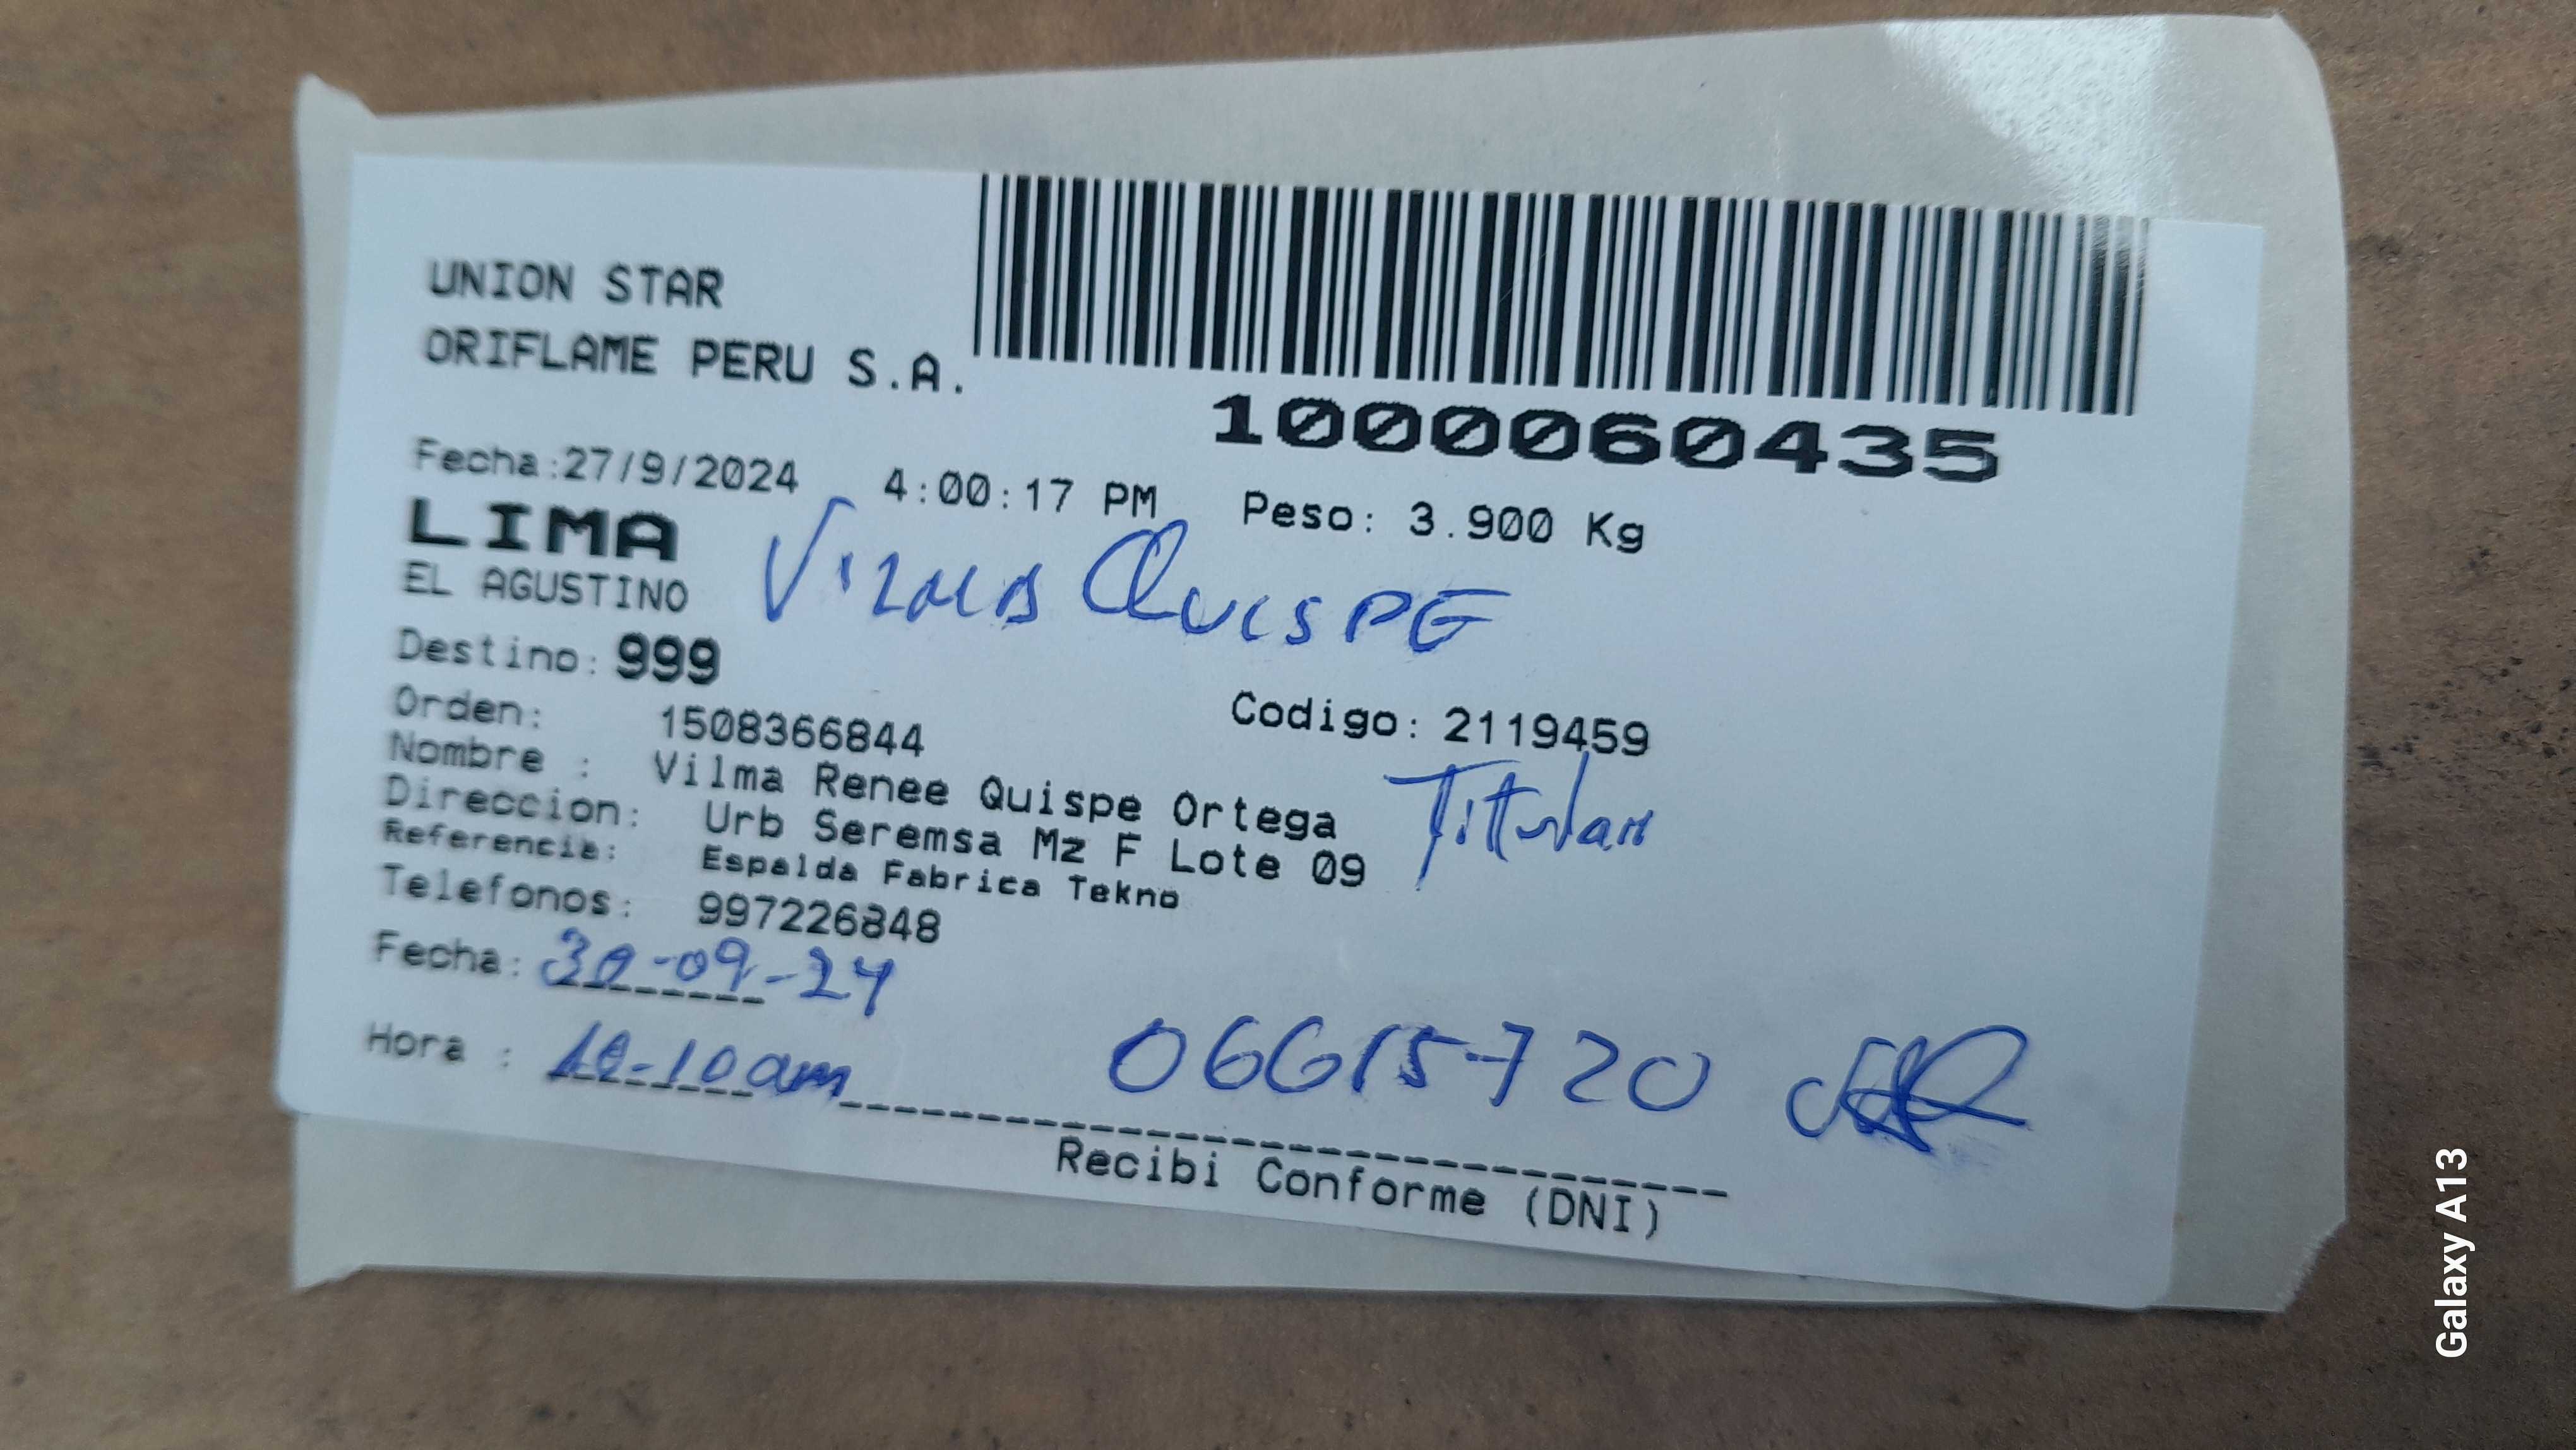 UNION STAR
ORIFLAME PERU S.A.
1000060435
Fecha:27/9/2024 4:00:17 PM Peso: 3.900 Kg
LIMA
EL AGUSTINO
Vilma QUISPE
Destino: 999
Orden: 1508366844 Codigo: 2119459
Nombre : Vilma Renee Quispe Ortega
Titular
Direccion: Urb Seremsa Mz F Lote 09
Referencia: Espalda Fabrica Tekno
Telefonos: 997226848
Fecha: 30-09-24
Hora : -10am
06615720
Recibi Conforme (DNI)
Galaxy A13